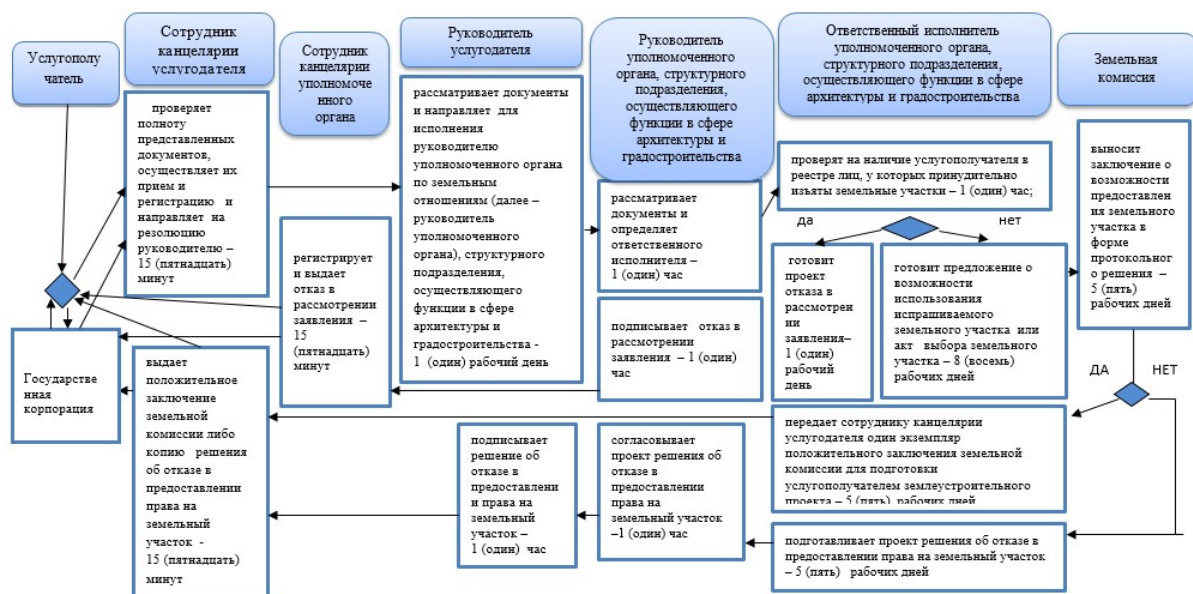 Услугополу
чатель
Сотрудник
канцелярии
услугодателя
Сотрудник
канцелярии
уполномоче
нного
органа
Руководитель
услугодателя
Руководитель
уполномоченного
органа, структурного
подразделения,
осуществляющего
функции в сфере
архитектуры и
градостроительства
Ответственный исполнитель
уполномоченного органа,
структурного подразделения,
осуществляющего функции в сфере
архитектуры и градостроительства
Земельная
комиссия
проверяет
полноту
представленных
документов,
осуществляет их
прием и
регистрацию и
направляет на
резолюцию
руководителю –
15 (пятнадцать)
минут
регистрирует
и выдает
отказ в
рассмотрении
заявления –
15
(пятнадцать)
минут
рассматривает документы
и направляет для
исполнения
руководителю
уполномоченного органа
по земельным
отношениям (далее –
руководитель
уполномоченного
органа), структурного
подразделения,
осуществляющего
функции в сфере
архитектуры и
градостроительства -
1 (один) рабочий день
рассматривает
документы и
определяет
ответственного
исполнителя –
1 (один) час
подписывает отказ в
рассмотрении
заявления – 1 (один)
час
проверят на наличие услугополучателя в
реестре лиц, у которых принудительно
изъяты земельные участки – 1 (один) час;
да
нет
готовит
проект
отказа в
рассмотрен
ии
заявления–
1 (один)
рабочий
день
готовит предложение о
возможности
использования
испрашиваемого
земельного участка или
акт выбора земельного
участка – 8 (восемь)
рабочих дней
выносит
заключение о
возможности
предоставлен
ия земельного
участка в
форме
протокольног
о решения –
5 (пять)
рабочих дней
ДА
НЕТ
Государстве
нная
корпорация
выдает
положительное
заключение
земельной
комиссии либо
копию решения
об отказе в
предоставлении
права на
земельный
участок -
15 (пятнадцать)
минут
подписывает
решение об
отказе в
предоставлени
и права на
земельный
участок –
1 (один) час
согласовывает
проект решения об
отказе в
предоставлении
права на
земельный участок
–1 (один) час
передает сотруднику канцелярии
услугодателя один экземпляр
положительного заключения земельной
комиссии для подготовки
услугополучателем землеустроительного
проекта – 5 (пять) рабочих дней
подготавливает проект решения об отказе в
предоставлении права на земельный участок
– 5 (пять) рабочих дней